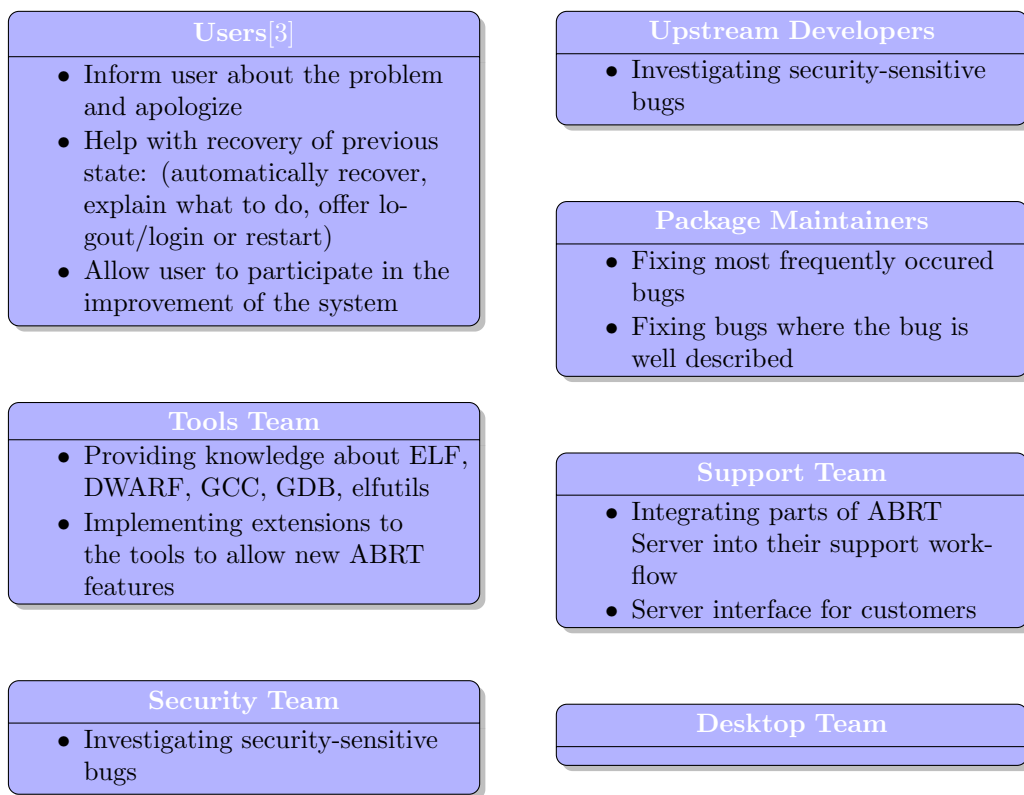 Users[3]
• Inform user about the problem
and apologize
• Help with recovery of previous
state: (automatically recover,
explain what to do, offer lo-
gout/login or restart)
• Allow user to participate in the
improvement of the system
Tools Team
• Providing knowledge about ELF,
DWARF, GCC, GDB, elfutils
• Implementing extensions to
the tools to allow new ABRT
features
Security Team
• Investigating security-sensitive
bugs
Upstream Developers
• Investigating security-sensitive
bugs
Package Maintainers
• Fixing most frequently occured
bugs
• Fixing bugs where the bug is
well described
Support Team
• Integrating parts of ABRT
Server into their support work-
flow
• Server interface for customers
Desktop Team